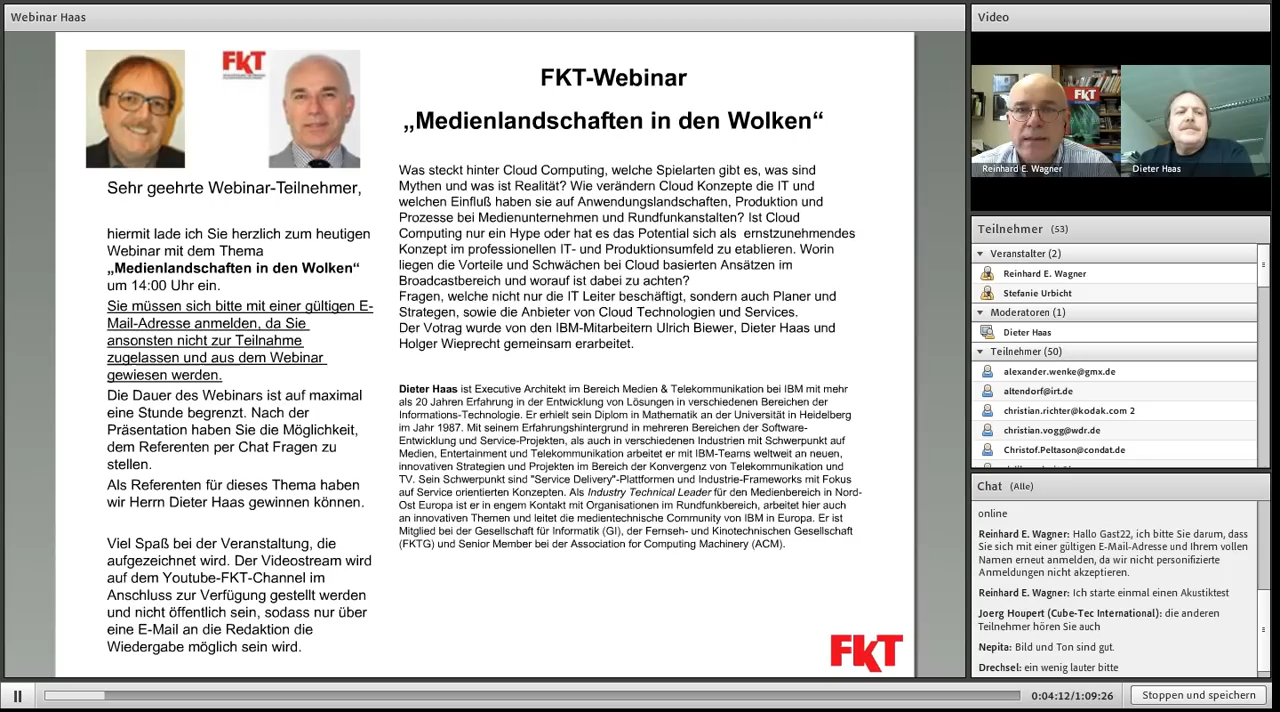 Webinar Haas
FKT
FKT-Webinar
„Medienlandschaften in den Wolken“
Sehr geehrte Webinar-Teilnehmer,
hiermit lade ich Sie herzlich zum heutigen
Webinar mit dem Thema
„Medienlandschaften in den Wolken“
um 14:00 Uhr ein.
Sie müssen sich bitte mit einer gültigen E-
Mail-Adresse anmelden, da Sie
ansonsten nicht zur Teilnahme
zugelassen und aus dem Webinar
gewiesen werden.
Die Dauer des Webinars ist auf maximal
eine Stunde begrenzt. Nach der
Präsentation haben Sie die Möglichkeit,
dem Referenten per Chat Fragen zu
stellen.
Als Referenten für dieses Thema haben
wir Herrn Dieter Haas gewinnen können.
Viel Spaß bei der Veranstaltung, die
aufgezeichnet wird. Der Videostream wird
auf dem Youtube-FKT-Channel im
Anschluss zur Verfügung gestellt werden
und nicht öffentlich sein, sodass nur über
eine E-Mail an die Redaktion die
Wiedergabe möglich sein wird.
Was steckt hinter Cloud Computing, welche Spielarten gibt es, was sind
Mythen und was ist Realität? Wie verändern Cloud Konzepte die IT und
welchen Einfluß haben sie auf Anwendungslandschaften, Produktion und
Prozesse bei Medienunternehmen und Rundfunkanstalten? Ist Cloud
Computing nur ein Hype oder hat es das Potential sich als ernstzunehmendes
Konzept im professionellen IT- und Produktionsumfeld zu etablieren. Worin
liegen die Vorteile und Schwächen bei Cloud basierten Ansätzen im
Broadcastbereich und worauf ist dabei zu achten?
Fragen, welche nicht nur die IT Leiter beschäftigt, sondern auch Planer und
Strategen, sowie die Anbieter von Cloud Technologien und Services.
Der Votrag wurde von den IBM-Mitarbeitern Ulrich Biewer, Dieter Haas und
Holger Wieprecht gemeinsam erarbeitet.
Dieter Haas ist Executive Architekt im Bereich Medien & Telekommunikation bei IBM mit mehr
als 20 Jahren Erfahrung in der Entwicklung von Lösungen in verschiedenen Bereichen der
Informations-Technologie. Er erhielt sein Diplom in Mathematik an der Universität in Heidelberg
im Jahr 1987. Mit seinem Erfahrungshintergrund in mehreren Bereichen der Software-
Entwicklung und Service-Projekten, als auch in verschiedenen Industrien mit Schwerpunkt auf
Medien, Entertainment und Telekommunikation arbeitet er mit IBM-Teams weltweit an neuen,
innovativen Strategien und Projekten im Bereich der Konvergenz von Telekommunikation und
TV. Sein Schwerpunkt sind "Service Delivery"-Plattformen und Industrie-Frameworks mit Fokus
auf Service orientierten Konzepten. Als Industry Technical Leader für den Medienbereich in Nord-
Ost Europa ist er in engem Kontakt mit Organisationen im Rundfunkbereich, arbeitet hier auch
an innovativen Themen und leitet die medientechnische Community von IBM in Europa. Er ist
Mitglied bei der Gesellschaft für Informatik (GI), der Fernseh- und Kinotechnischen Gesellschaft
(FKTG) und Senior Member bei der Association for Computing Machinery (ACM).
FKT
Video
FKT
Reinhard E. Wagner
Dieter Haas
Teilnehmer (53)
Veranstalter (2)
Reinhard E. Wagner
Stefanie Urbicht
Moderatoren (1)
Dieter Haas
Teilnehmer (50)
alexander.wenke@gmx.de
altendorf@irt.de
christian.richter@kodak.com 2
christian.vogg@wdr.de
Christof.Peltason@condat.de
Chat (Alle)
online
Reinhard E. Wagner: Hallo Gast22, ich bitte Sie darum, dass
Sie sich mit einer gültigen E-Mail-Adresse und Ihrem vollen
Namen erneut anmelden, da wir nicht personifizierte
Anmeldungen nicht akzeptieren.
Reinhard E. Wagner: Ich starte einmal einen Akustiktest
Joerg Houpert (Cube-Tec International): die anderen
Teilnehmer hören Sie auch
Nepita: Bild und Ton sind gut.
Drechsel: ein wenig lauter bitte
0:04:12/1:09:26
Stoppen und speichern